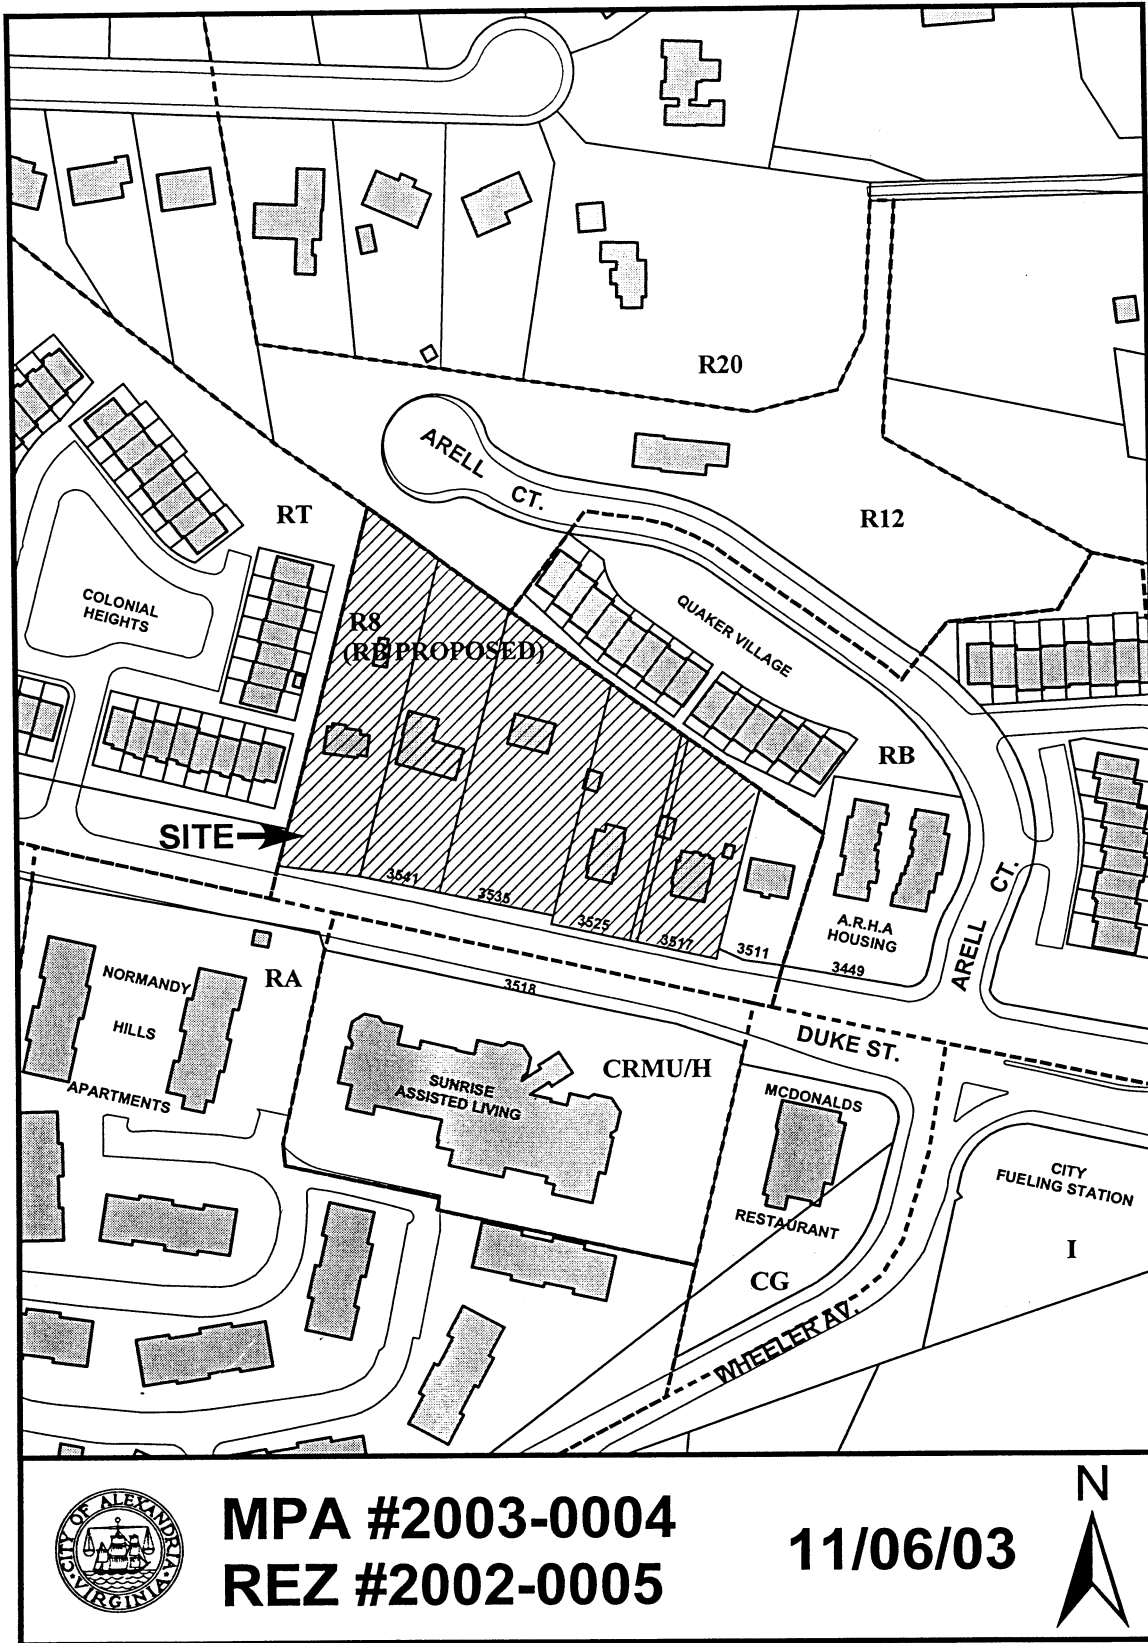 R20
ARELL
CT.
R12
RT
COLONIAL
HEIGHTS
R8
(RB PROPOSED)
QUAKER VILLAGE
RB
SITE
3541
3535
3525
3517
3511
3449
A.R.H.A
HOUSING
ARELL CT.
3518
RA
NORMANDY
HILLS
APARTMENTS
DUKE ST.
CRMU/H
SUNRISE
ASSISTED LIVING
MCDONALDS
RESTAURANT
CITY
FUELING STATION
I
CG
WHEELER AV.
CITY OF ALEXANDRIA
VIRGINIA
MPA #2003-0004
REZ #2002-0005
11/06/03
N